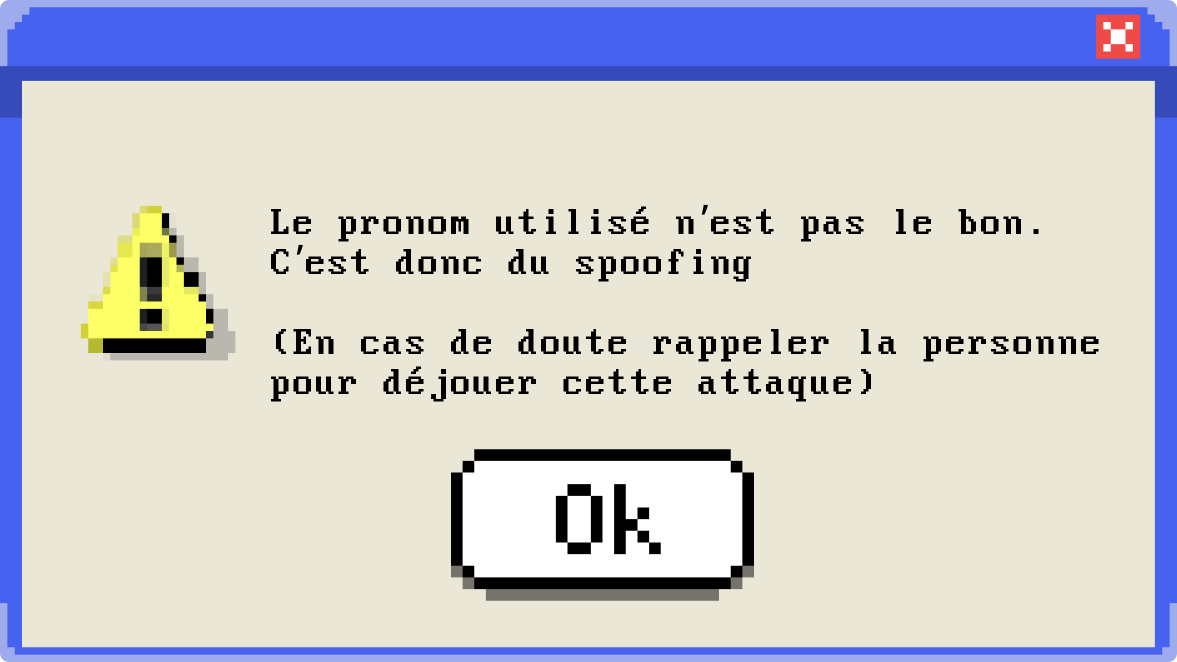 Le pronom utilisé n'est pas le bon.
C'est donc du spoofing
(En cas de doute rappeler la personne
pour déjouer cette attaque)
Ok